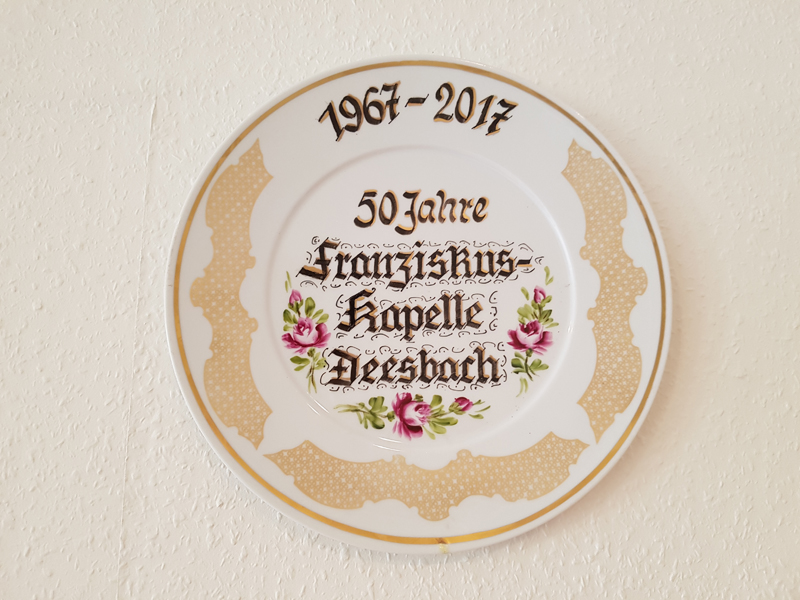 1967-2017
50 Jahre
Franziskus-
Kapelle
Deesbach